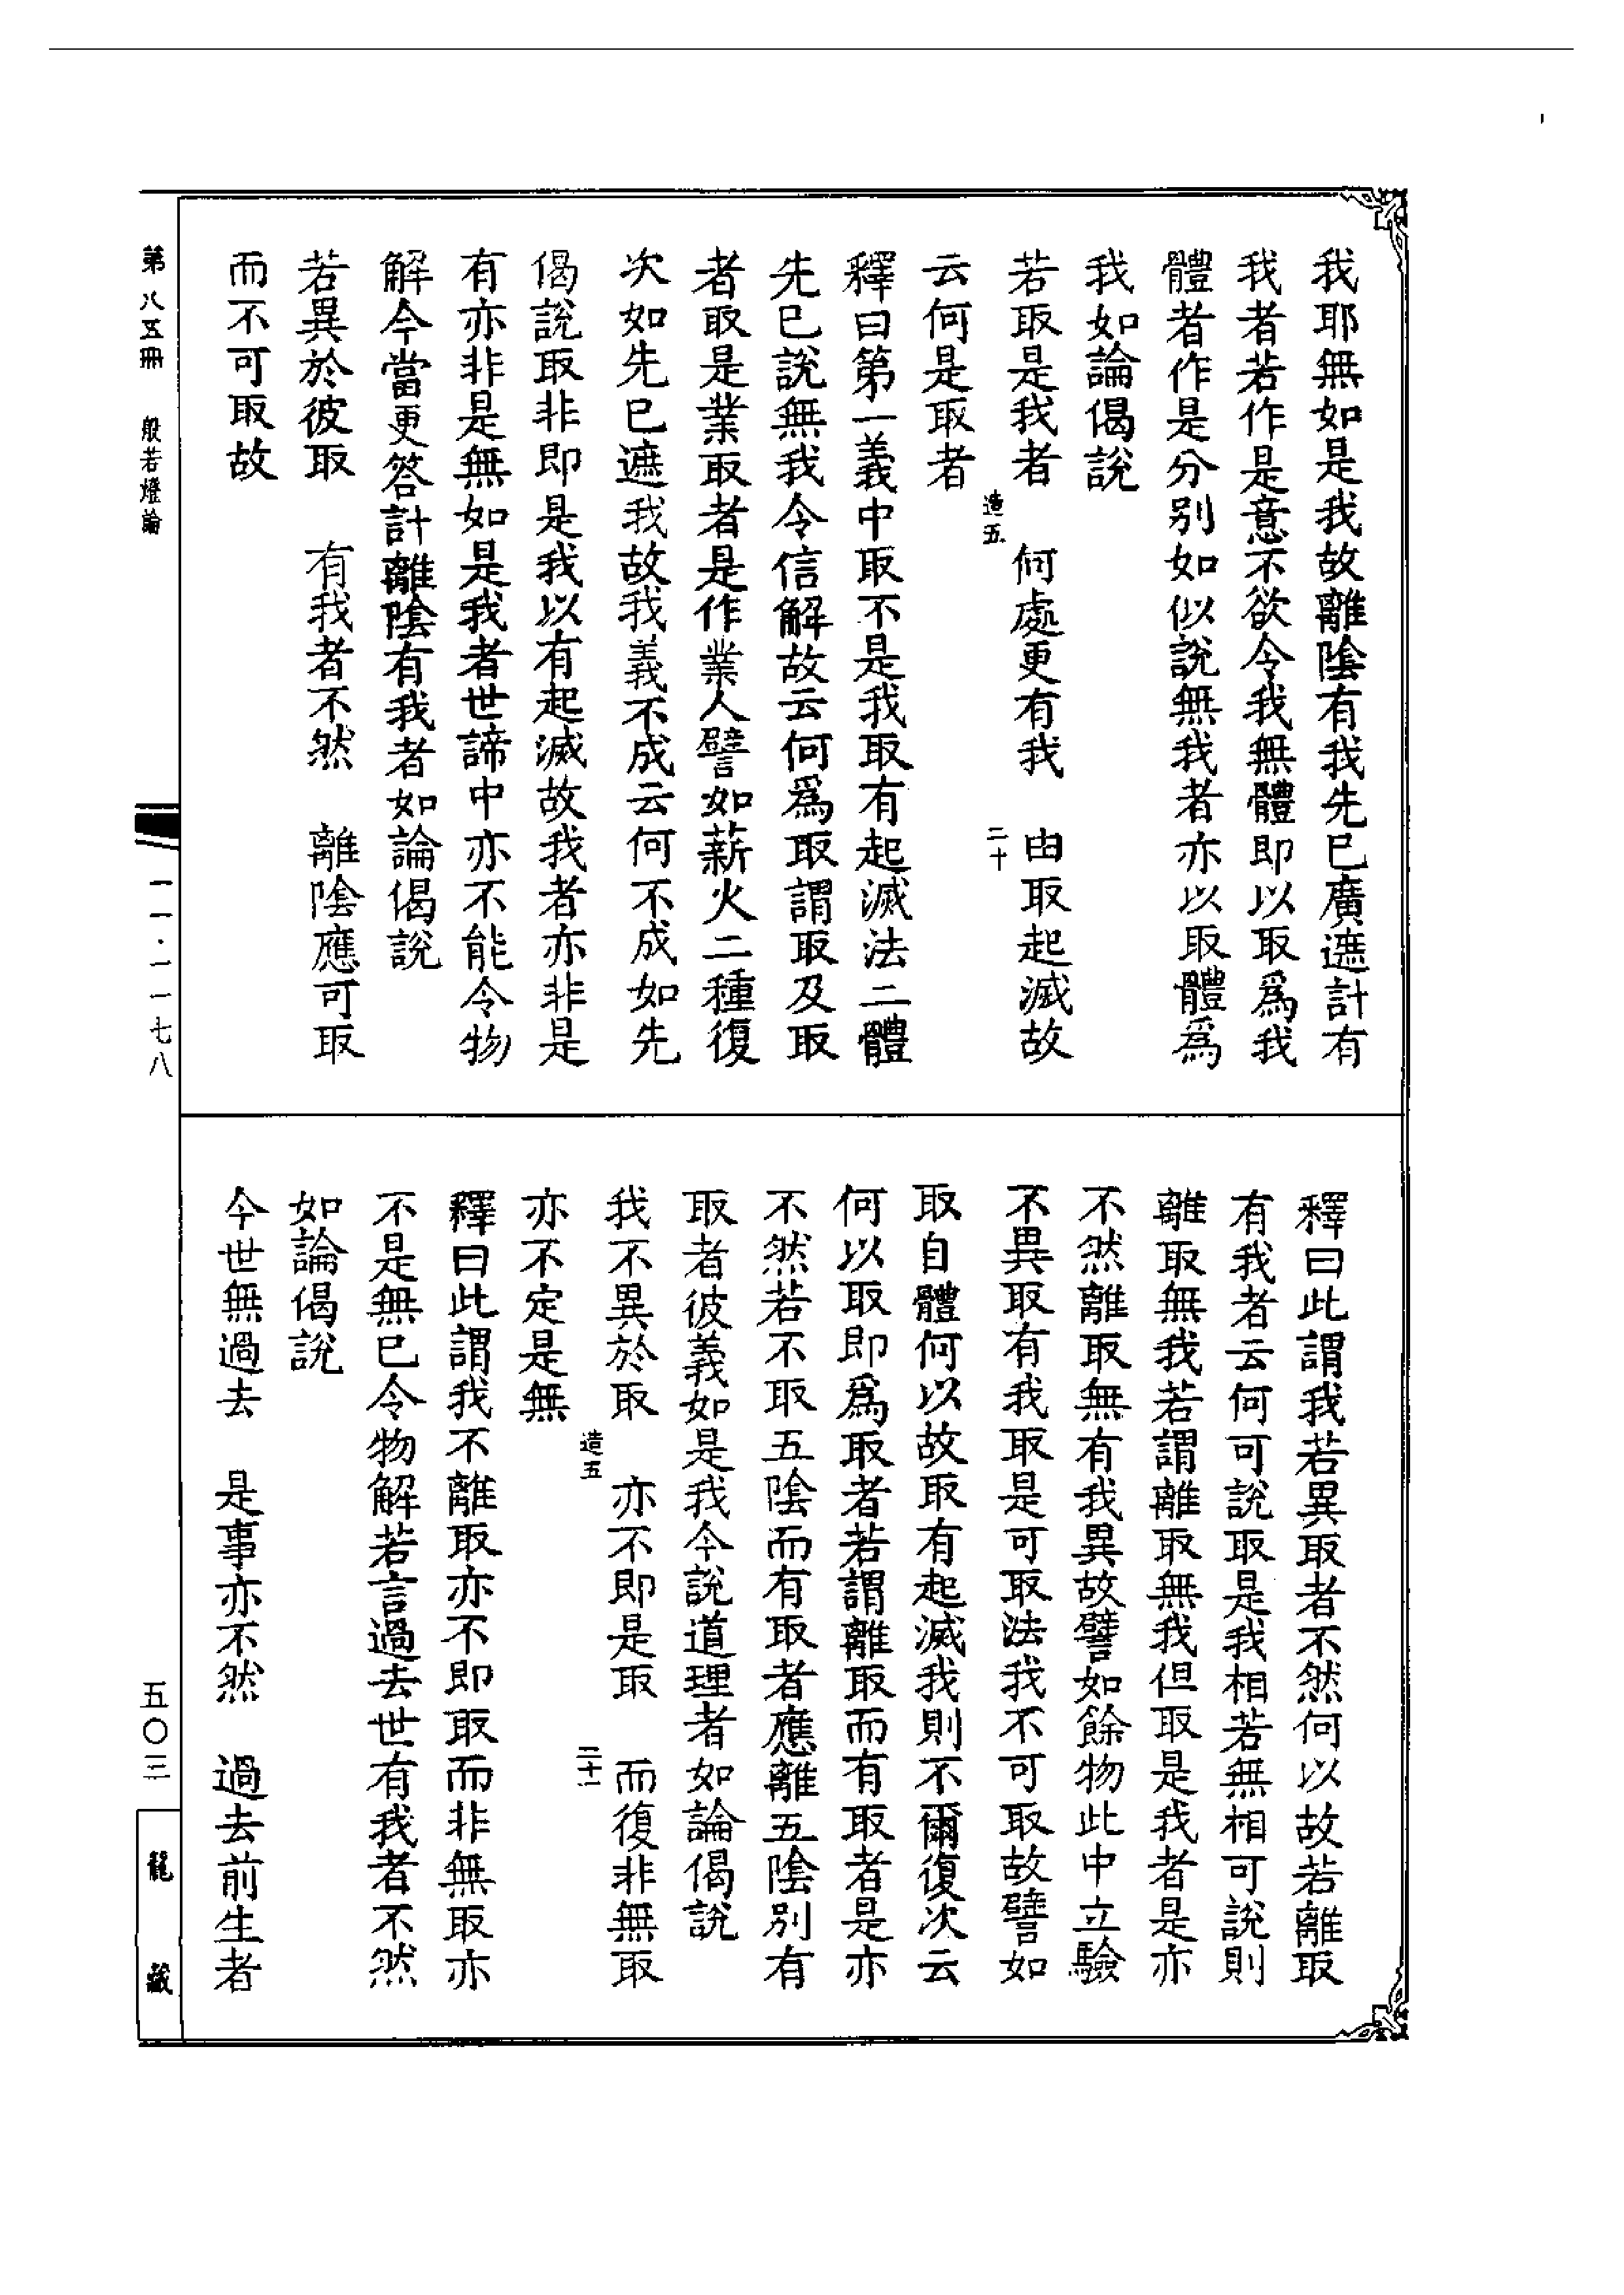 我耶無如是我故離陰有我先已廣遮計有
我者若作是意不欲令我無體即以取爲我
體者作是分別如似說無我者亦以取體爲
我如論偈說
若取是我者　何處更有我　由取起滅故
造五　二十
云何是取者
釋曰第一義中取不是我取有起滅法二體
先已說無我令信解故云何爲取謂取及取
者取是業取者是作業人譬如薪火二種復
次如先已遮我故我義不成云何不成如先
偈說取非即是我以有起滅故我者亦非是
有亦非是無如是我者世諦中亦不能令物
解今當更答計離陰有我者如論偈說
若異於彼取　有我者不然　離陰應可取
而不可取故
釋曰此謂我若異取者不然何以故若離取
有我者云何可說取是我相若無相可說則
離取無我若謂離取無我但取是我者是亦
不然離取無有我異故譬如餘物此中立驗
不異取有我取是可取法我不可取故譬如
取自體何以故取有起滅我則不爾復次云
何以取即爲取者若謂離取而有取者是亦
不然若不取五陰而有取者應離五陰別有
取者彼義如是我今說道理者如論偈說
我不異於取　亦不即是取　而復非無取
造五　二十一
亦不定是無
釋曰此謂我不離取亦不即取而非無取亦
不是無已令物解若言過去世有我者不然
如論偈說
今世無過去　是事亦不然　過去前生者
第八五冊　般若燈論
一一·一一七八
五〇三
龍藏